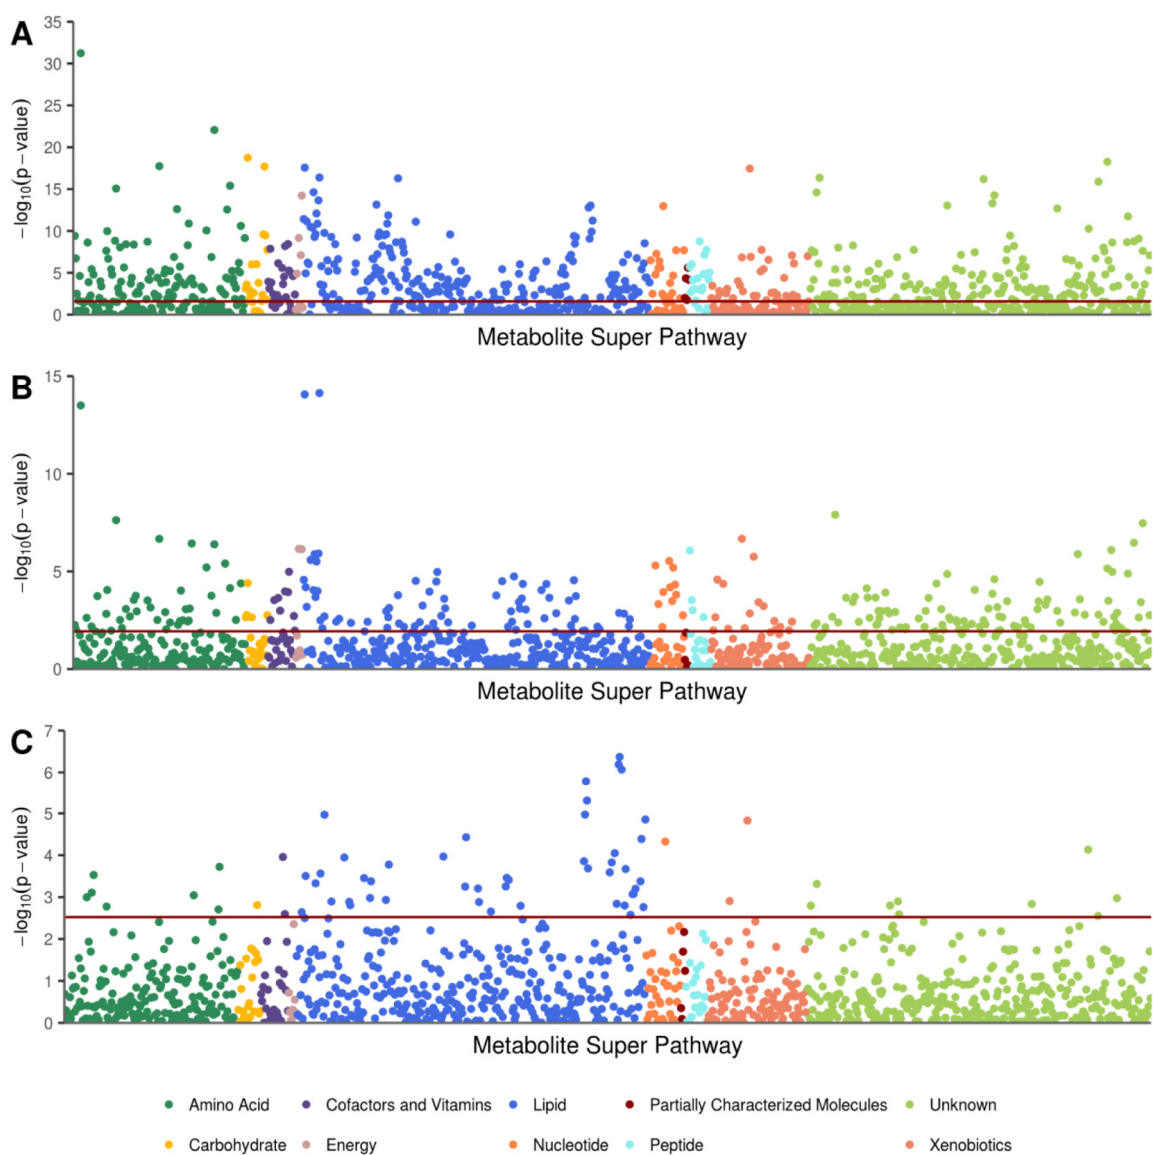 A
35
30
25
20
15
10
5
0
−log10(p − value)
Metabolite Super Pathway
B
15
10
5
0
−log10(p − value)
Metabolite Super Pathway
C
7
6
5
4
3
2
1
0
−log10(p − value)
Metabolite Super Pathway
Amino Acid Cofactors and Vitamins Lipid Partially Characterized Molecules Unknown
Carbohydrate Energy Nucleotide Peptide Xenobiotics